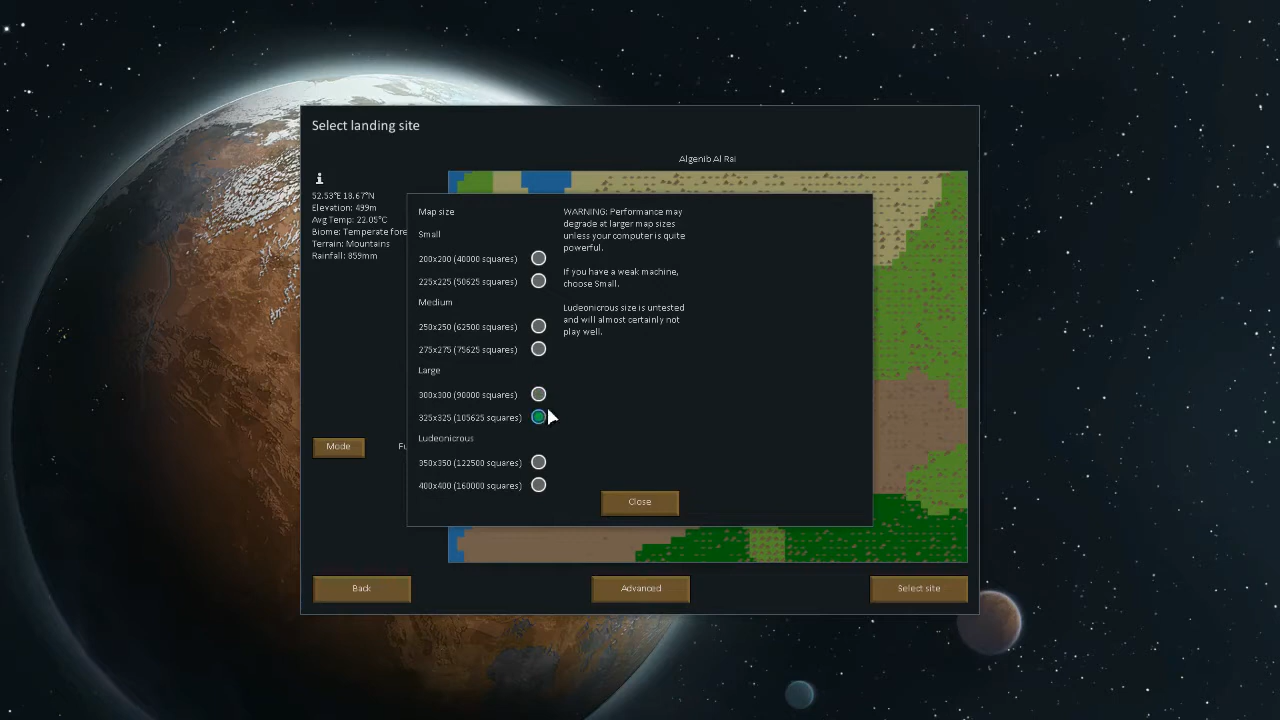 Select landing site
Algenib Al Rai
52.53°E 18.67°N
Elevation: 499m
Avg Temp: 22.05°C
Biome: Temperate fore
Terrain: Mountains
Rainfall: 859mm
Map size
Small
200x200 (40000 squares)
225x225 (50625 squares)
Medium
250x250 (62500 squares)
275x275 (75625 squares)
Large
300x300 (90000 squares)
325x325 (105625 squares)
Ludeonicrous
350x350 (122500 squares)
400x400 (160000 squares)
WARNING: Performance may
degrade at larger map sizes
unless your computer is quite
powerful.
If you have a weak machine,
choose Small.
Ludeonicrous size is untested
and will almost certainly not
play well.
Mode
Fu
Close
Back
Advanced
Select site